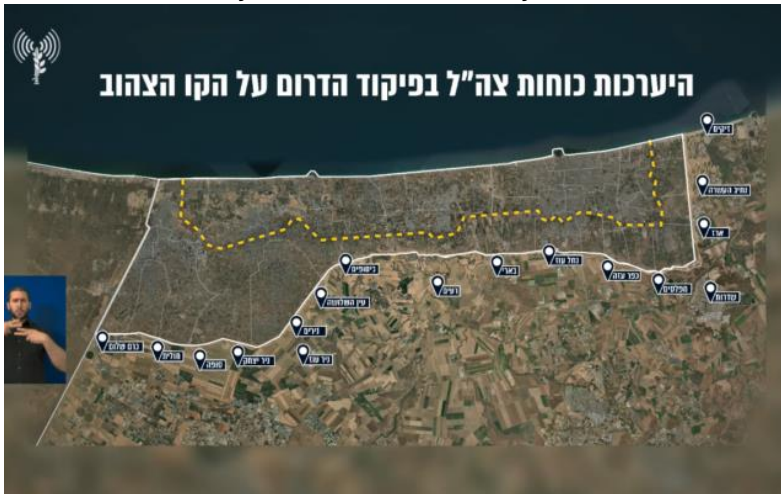 היערכות כוחות צה"ל בפיקוד הדרום על הקו הצהוב
זיקים
נתיב העשרה
ארז
שדרות
מפלסים
כפר עזה
נחל עוז
בארי
רעים
כיסופים
עין השלושה
נירים
ניר עוז
ניר יצחק
סופה
חולית
כרם שלום